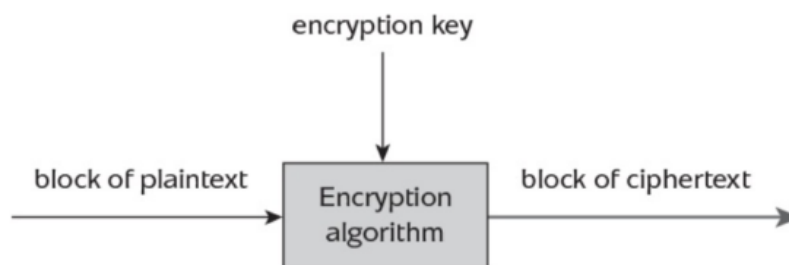 encryption key
block of plaintext
block of ciphertext
Encryption
algorithm